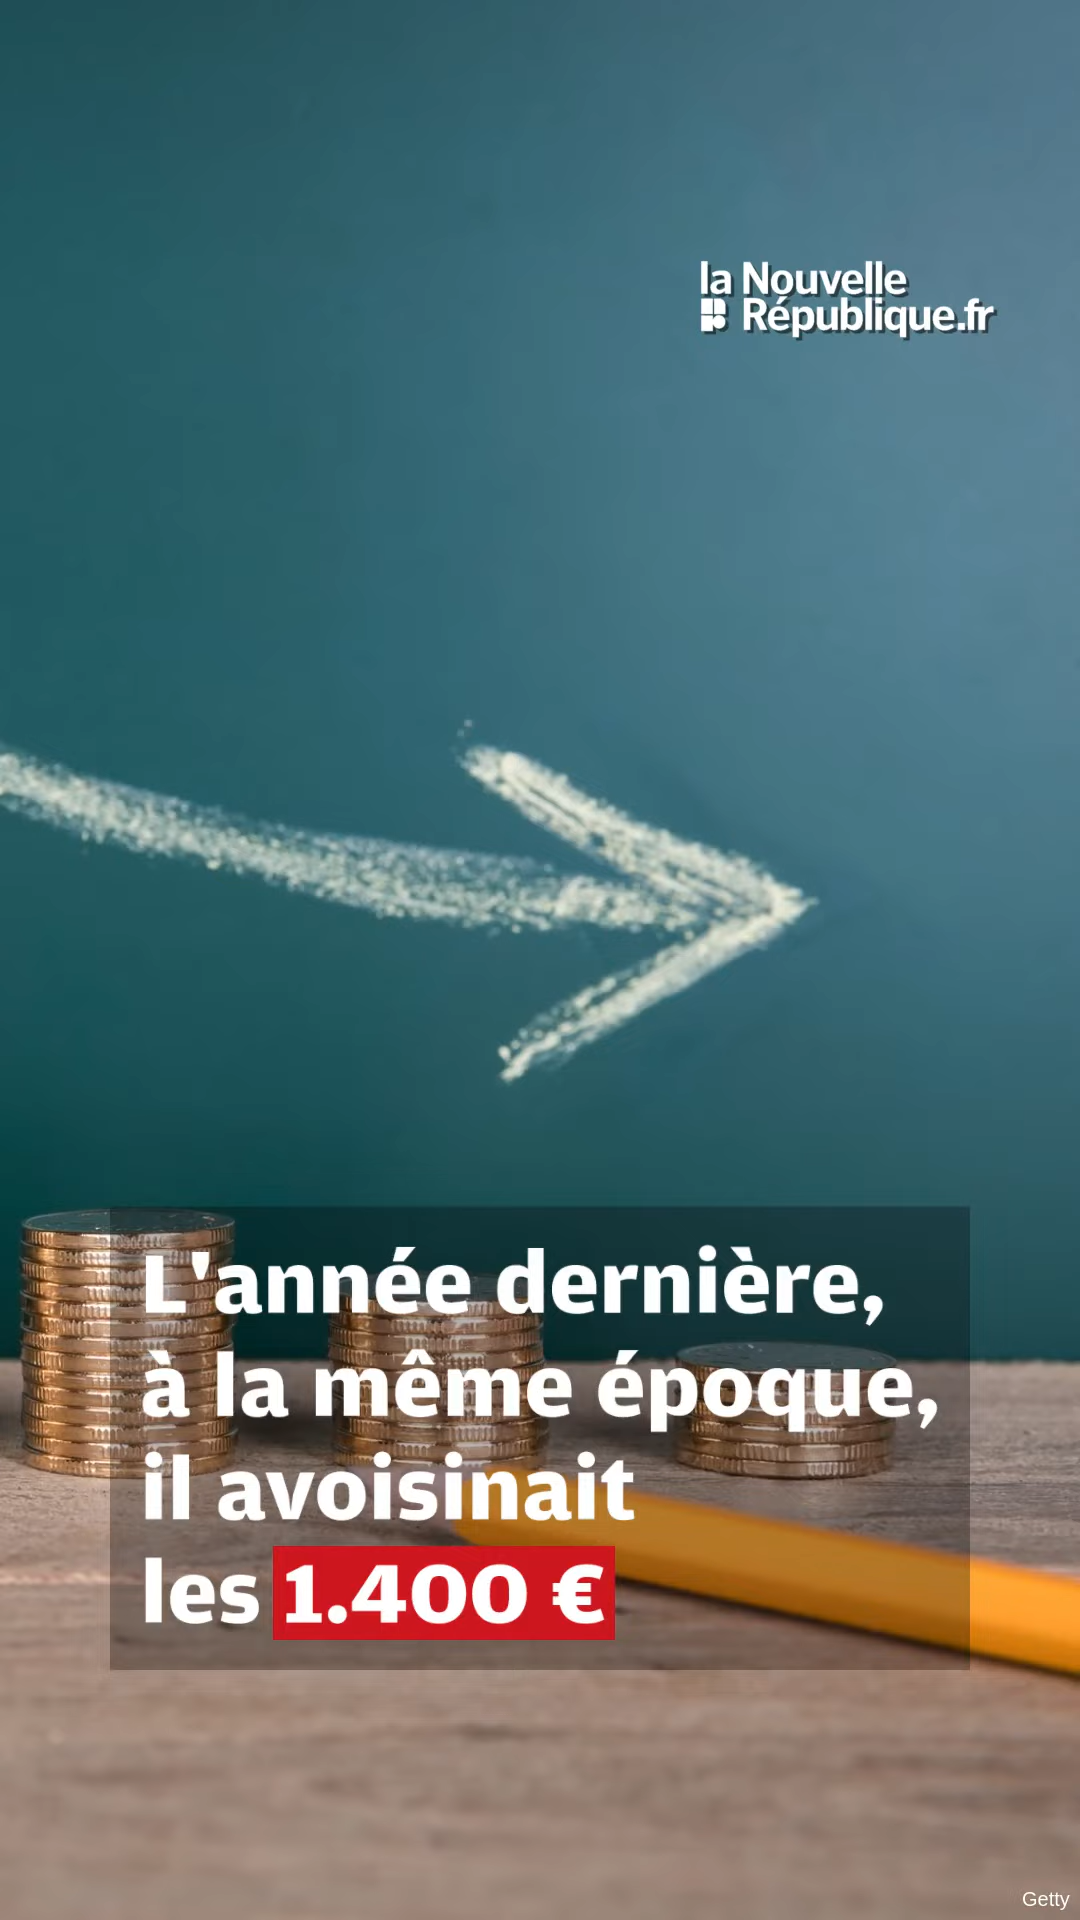 la Nouvelle
République.fr
L'année dernière,
à la même époque,
il avoisinait
les 1.400 €
Getty